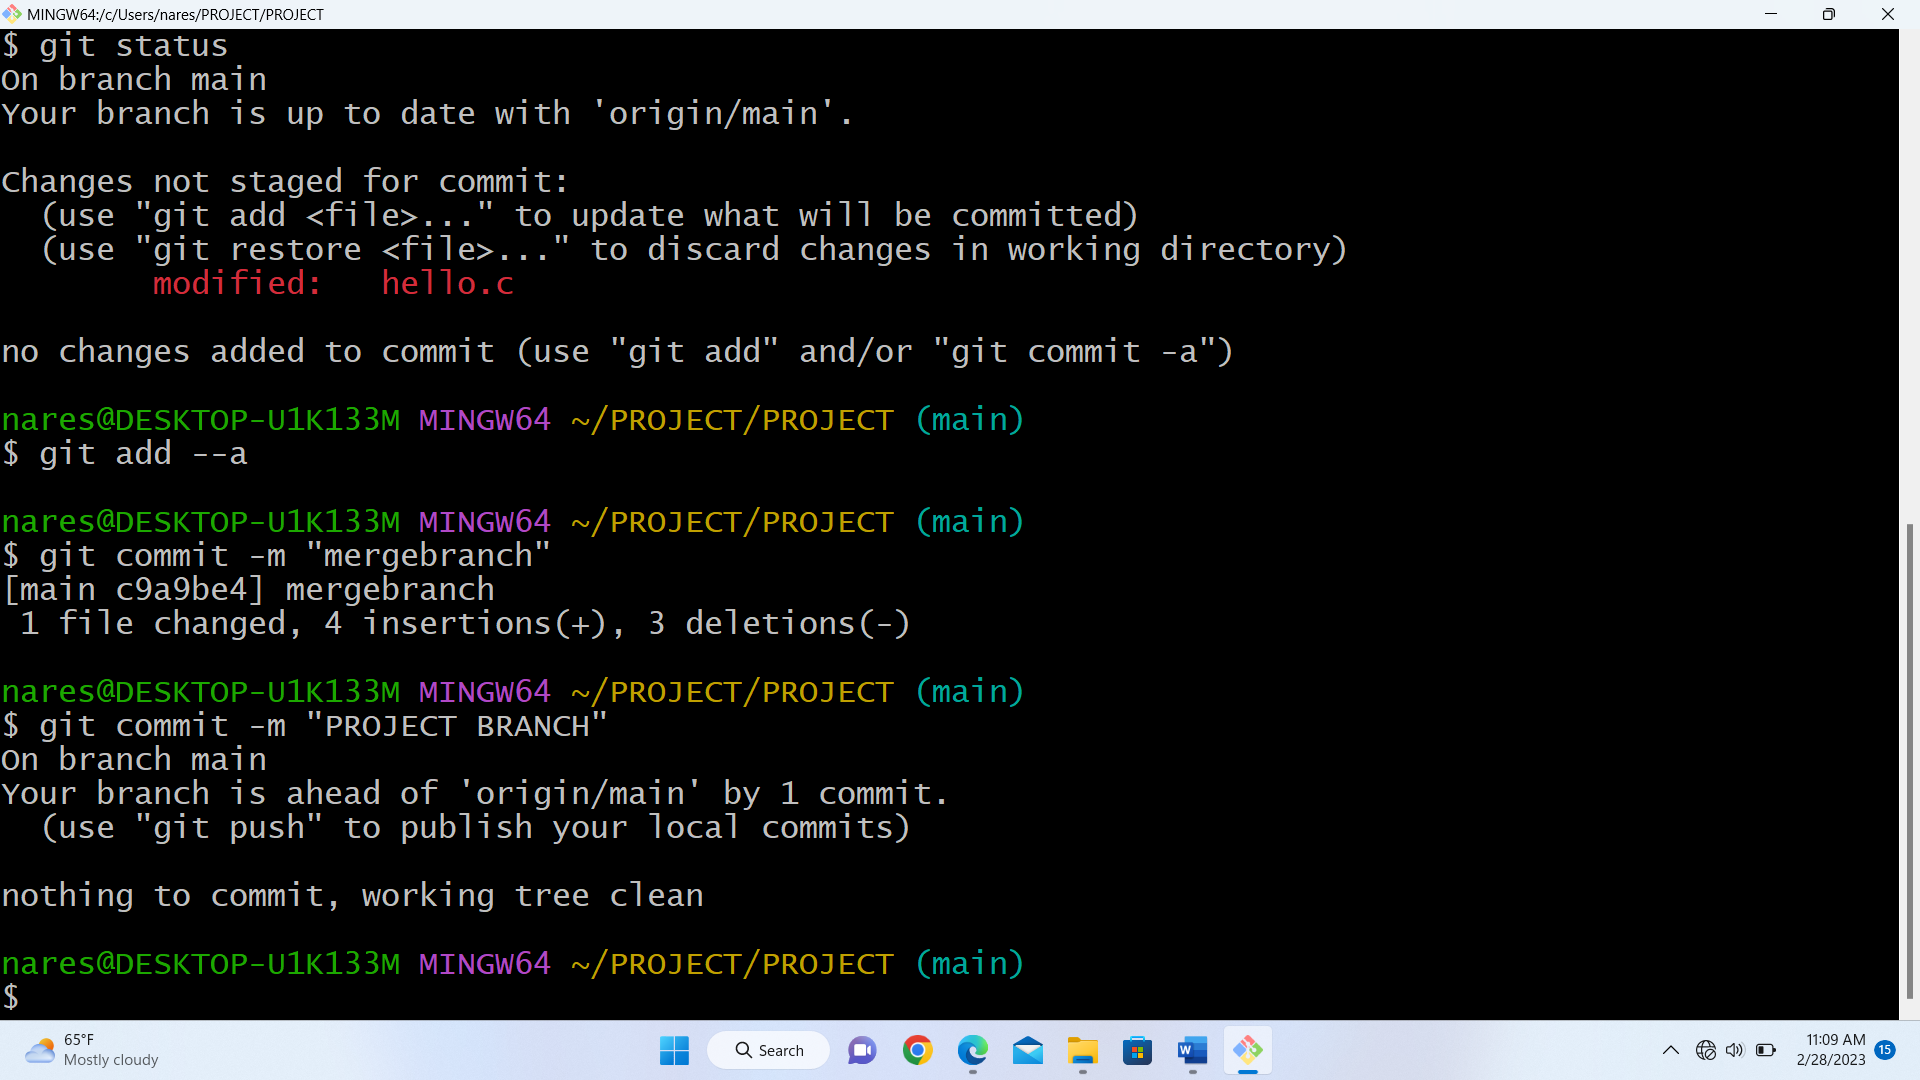 MINGW64:/c/Users/nares/PROJECT/PROJECT
$ git status
On branch main
Your branch is up to date with 'origin/main'.
Changes not staged for commit:
  (use "git add <file>..." to update what will be committed)
  (use "git restore <file>..." to discard changes in working directory)
        modified:   hello.c
no changes added to commit (use "git add" and/or "git commit -a")
nares@DESKTOP-U1K133M MINGW64 ~/PROJECT/PROJECT (main)
$ git add --a
nares@DESKTOP-U1K133M MINGW64 ~/PROJECT/PROJECT (main)
$ git commit -m "mergebranch"
[main c9a9be4] mergebranch
 1 file changed, 4 insertions(+), 3 deletions(-)
nares@DESKTOP-U1K133M MINGW64 ~/PROJECT/PROJECT (main)
$ git commit -m "PROJECT BRANCH"
On branch main
Your branch is ahead of 'origin/main' by 1 commit.
  (use "git push" to publish your local commits)
nothing to commit, working tree clean
nares@DESKTOP-U1K133M MINGW64 ~/PROJECT/PROJECT (main)
$
65°F
Mostly cloudy
Search
W
11:09 AM
2/28/2023
15